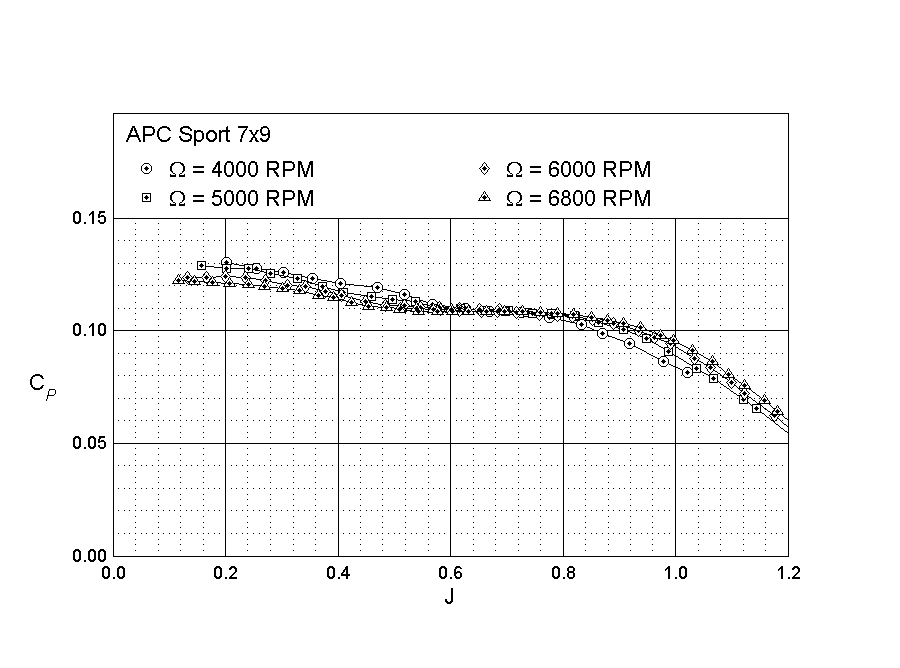 APC Sport 7x9
Ω = 4000 RPM
Ω = 6000 RPM
Ω = 5000 RPM
Ω = 6800 RPM
0.15
0.10
C_P
0.05
0.00
0.0 0.2 0.4 0.6 0.8 1.0 1.2
J